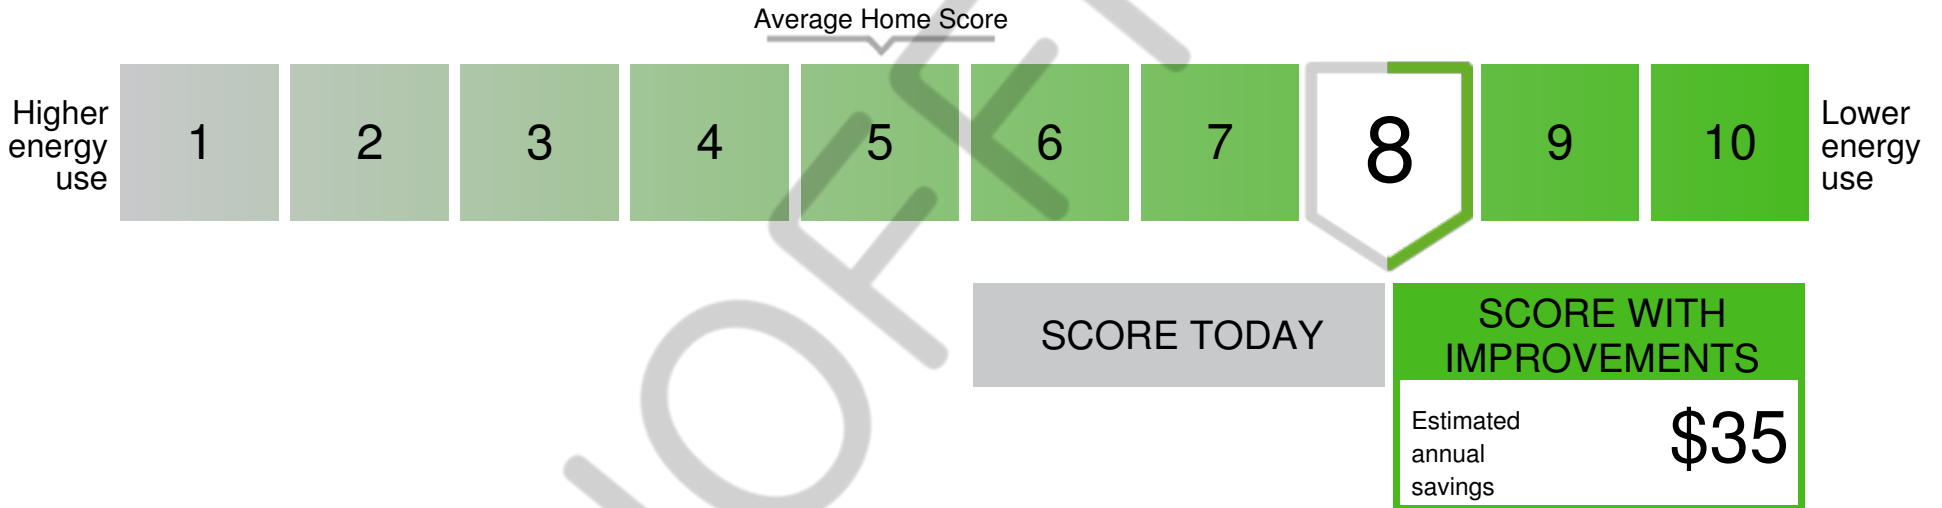 Average Home Score
Higher
energy
use
1 2 3 4 5 6 7 8 9 10
Lower
energy
use
SCORE TODAY
SCORE WITH
IMPROVEMENTS
Estimated
annual
savings
$35